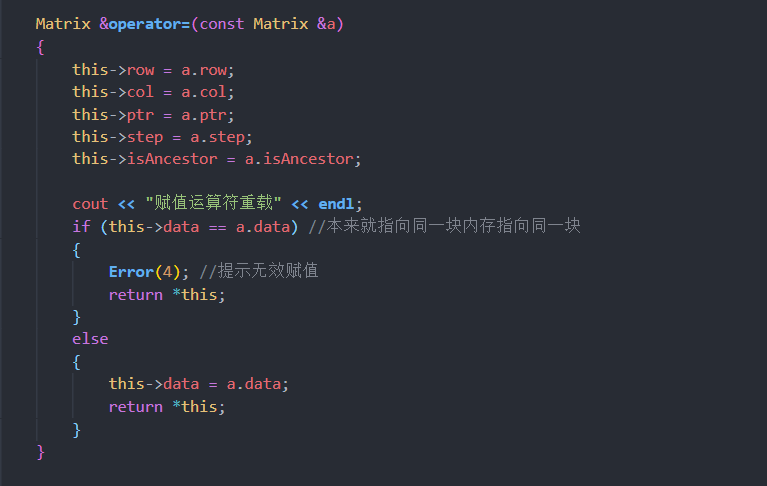 Matrix &operator=(const Matrix &a)
{
this->row = a.row;
this->col = a.col;
this->ptr = a.ptr;
this->step = a.step;
this->isAncestor = a.isAncestor;
cout << "赋值运算符重载" << endl;
if (this->data == a.data) //本来就指向同一块内存指向同一块
{
Error(4); //提示无效赋值
return *this;
}
else
{
this->data = a.data;
return *this;
}
}